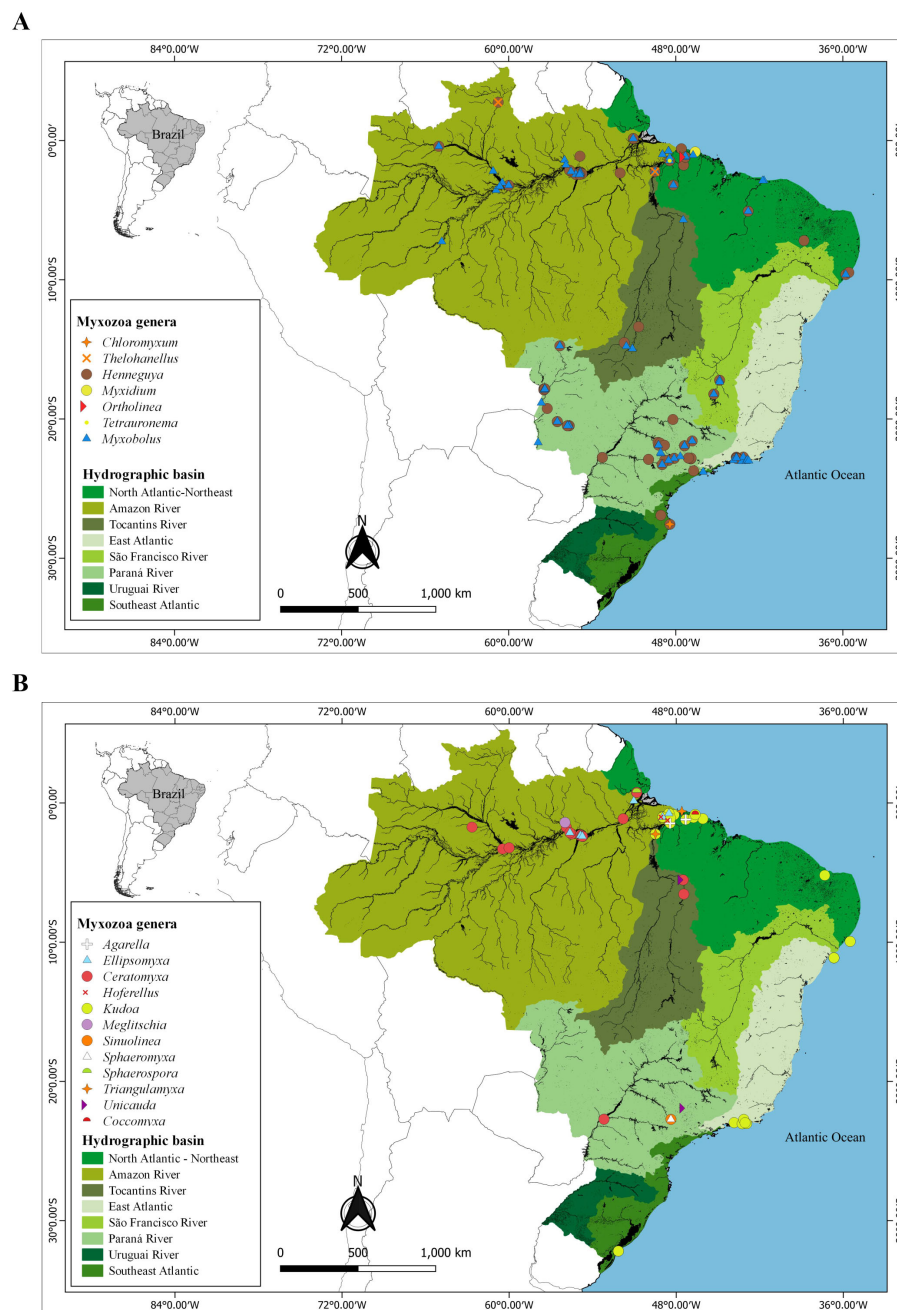 A
84°0.00'W 72°0.00'W 60°0.00'W 48°0.00'W 36°0.00'W
Brazil
0°0.00'
10°0.00'S
20°0.00'S
30°0.00'S
Myxozoa genera
Chloromyxum
Thelohanellus
Henneguya
Myxidium
Ortholinea
Tetrauronema
Myxobolus
Hydrographic basin
North Atlantic-Northeast
Amazon River
Tocantins River
East Atlantic
São Francisco River
Paraná River
Uruguai River
Southeast Atlantic
Atlantic Ocean
N
0 500 1,000 km
84°0.00'W 72°0.00'W 60°0.00'W 48°0.00'W 36°0.00'W
B
84°0.00'W 72°0.00'W 60°0.00'W 48°0.00'W 36°0.00'W
Brazil
0°0.00'
10°0.00'S
20°0.00'S
30°0.00'S
Myxozoa genera
Agarella
Ellipsomyxa
Ceratomyxa
Hoferellus
Kudoa
Meglitschia
Sinuolinea
Sphaeromyxa
Sphaerospora
Triangulamyxa
Unicauda
Coccomyxa
Hydrographic basin
North Atlantic - Northeast
Amazon River
Tocantins River
East Atlantic
São Francisco River
Paraná River
Uruguai River
Southeast Atlantic
Atlantic Ocean
N
0 500 1,000 km
84°0.00'W 72°0.00'W 60°0.00'W 48°0.00'W 36°0.00'W